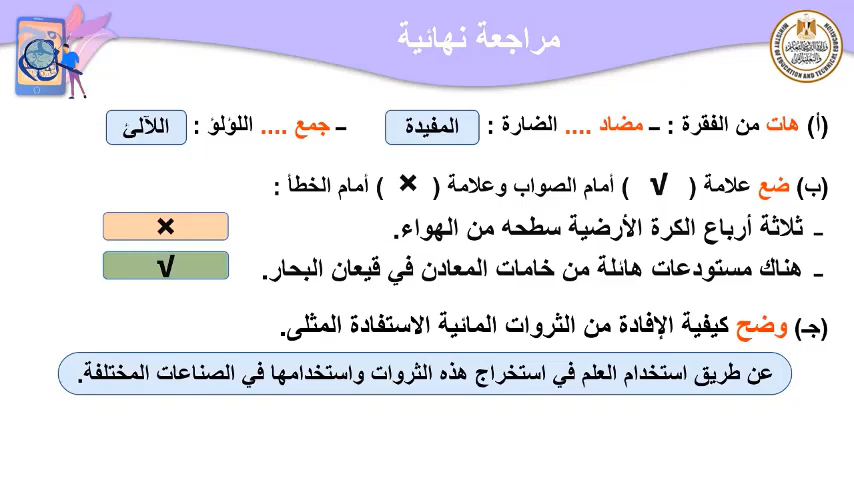 مراجعة نهائية
(أ) هات من الفقرة : ـ مضاد .... الضارة : المفيدة ـ جمع .... اللؤلؤ : اللآلئ
(ب) ضع علامة ( √ ) أمام الصواب وعلامة ( × ) أمام الخطأ :
ـ ثلاثة أرباع الكرة الأرضية سطحه من الهواء. ×
ـ هناك مستودعات هائلة من خامات المعادن في قيعان البحار. √
(جـ) وضح كيفية الإفادة من الثروات المائية الاستفادة المثلى.
عن طريق استخدام العلم في استخراج هذه الثروات واستخدامها في الصناعات المختلفة.